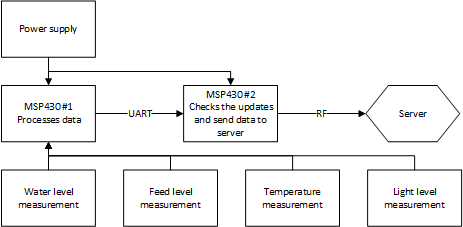 Power supply
MSP430#1
Processes data
UART
MSP430#2
Checks the updates
and send data to
server
RF
Server
Water level
measurement
Feed level
measurement
Temperature
measurement
Light level
measurement